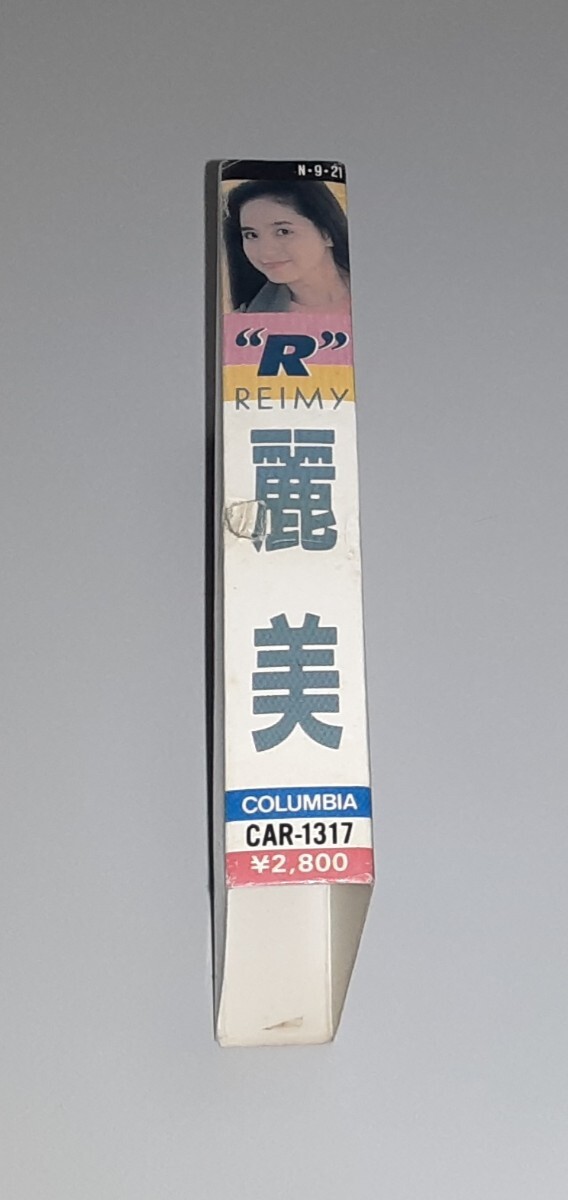 N・9・21
“R”
REIMY
麗美
COLUMBIA
CAR-1317
¥2,800